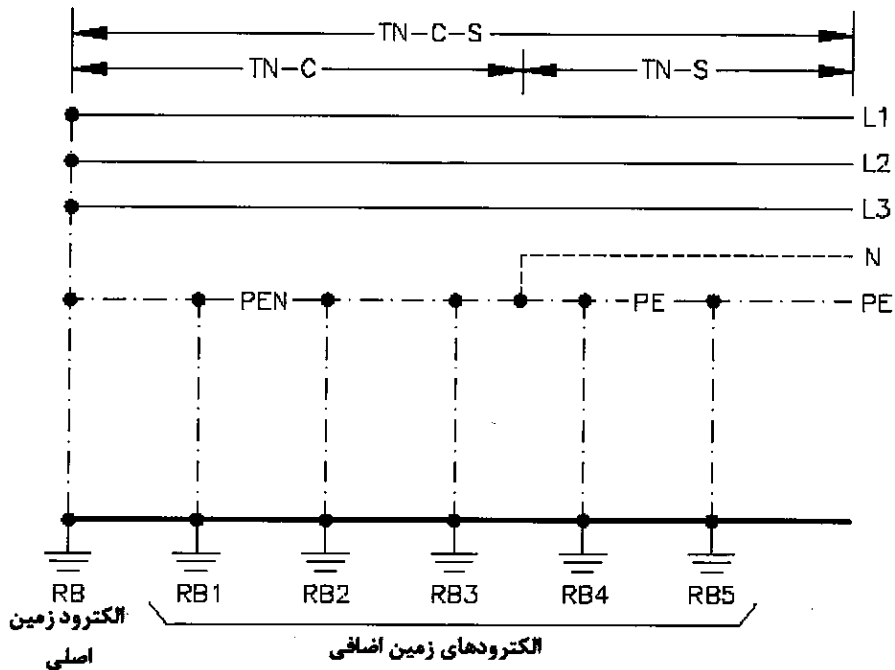 TN-C-S
TN-C TN-S
L1
L2
L3
N
PEN PE PE
RB RB1 RB2 RB3 RB4 RB5
الکترود زمین
اصلی
الکترودهای زمین اضافی